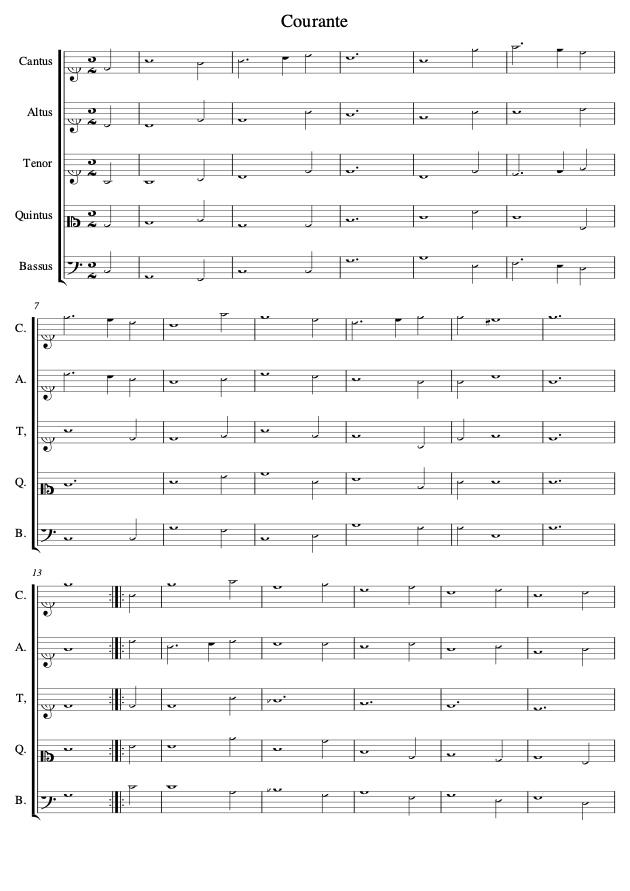 Courante
Cantus
Altus
Tenor
Quintus
Bassus
7
C.
A.
T,
Q.
B.
13
C.
A.
T,
Q.
B.